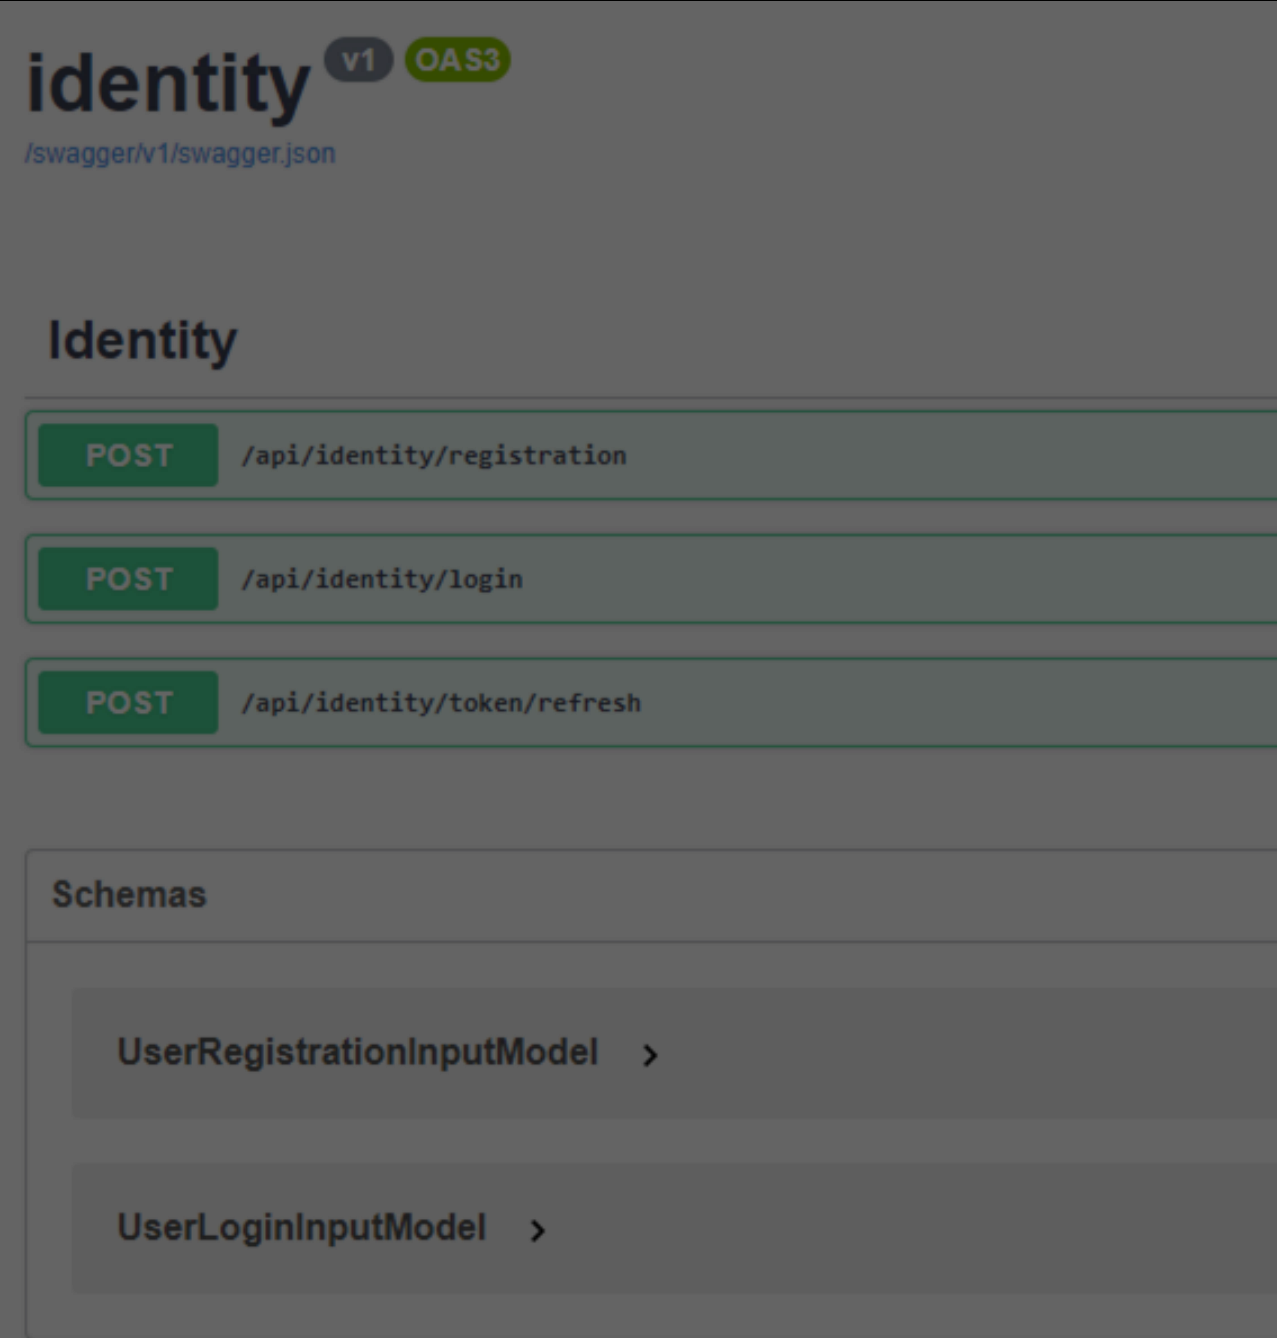 identity v1 OAS3
/swagger/v1/swagger.json
Identity
POST /api/identity/registration
POST /api/identity/login
POST /api/identity/token/refresh
Schemas
UserRegistrationInputModel
UserLoginInputModel